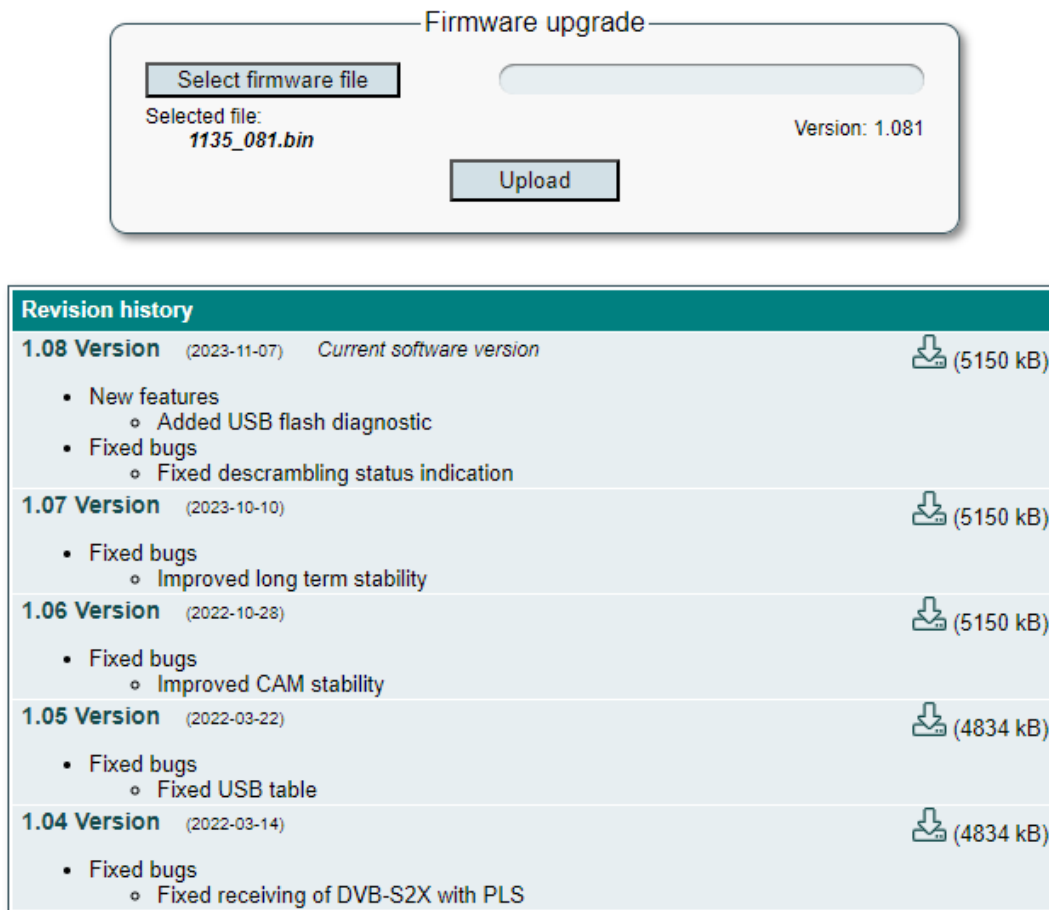 Firmware upgrade
Select firmware file
Selected file:
1135_081.bin
Version: 1.081
Upload
Revision history
1.08 Version (2023-11-07) Current software version (5150 kB)
New features
Added USB flash diagnostic
Fixed bugs
Fixed descrambling status indication
1.07 Version (2023-10-10) (5150 kB)
Fixed bugs
Improved long term stability
1.06 Version (2022-10-28) (5150 kB)
Fixed bugs
Improved CAM stability
1.05 Version (2022-03-22) (4834 kB)
Fixed bugs
Fixed USB table
1.04 Version (2022-03-14) (4834 kB)
Fixed bugs
Fixed receiving of DVB-S2X with PLS